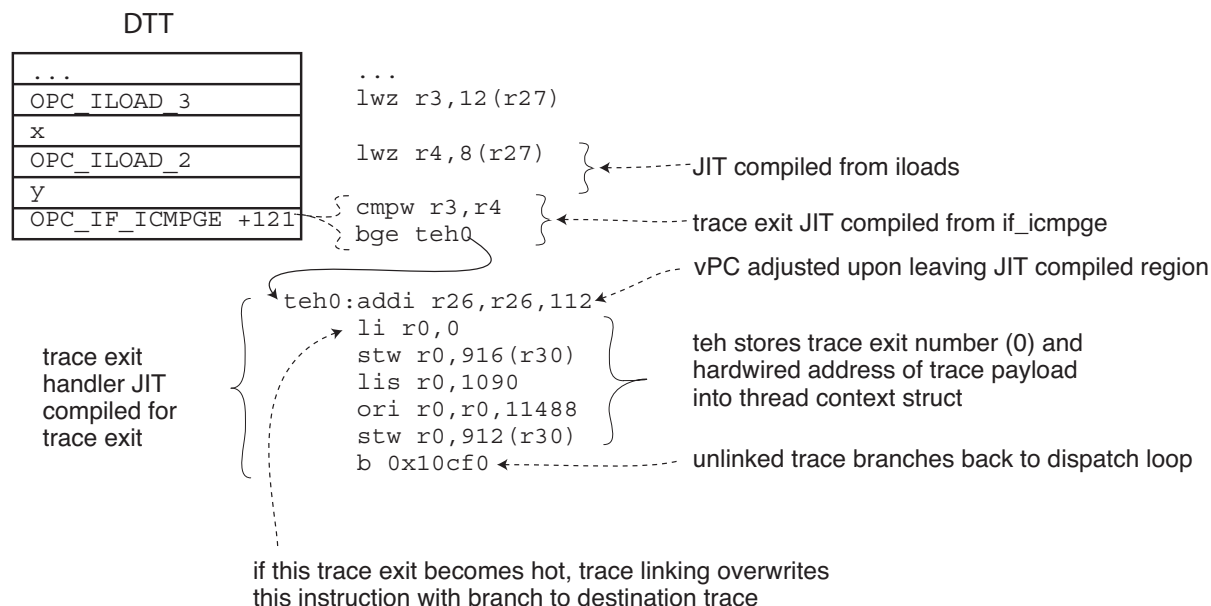 DTT
...
OPC_ILOAD_3
x
OPC_ILOAD_2
y
OPC_IF_ICMPGE +121
...
lwz r3,12(r27)
lwz r4,8(r27)
JIT compiled from iloads
cmpw r3,r4
bge teh0
trace exit JIT compiled from if_icmpge
vPC adjusted upon leaving JIT compiled region
teh0:addi r26,r26,112
li r0,0
stw r0,916(r30)
lis r0,1090
ori r0,r0,11488
stw r0,912(r30)
b 0x10cf0
trace exit
handler JIT
compiled for
trace exit
teh stores trace exit number (0) and
hardwired address of trace payload
into thread context struct
unlinked trace branches back to dispatch loop
if this trace exit becomes hot, trace linking overwrites
this instruction with branch to destination trace